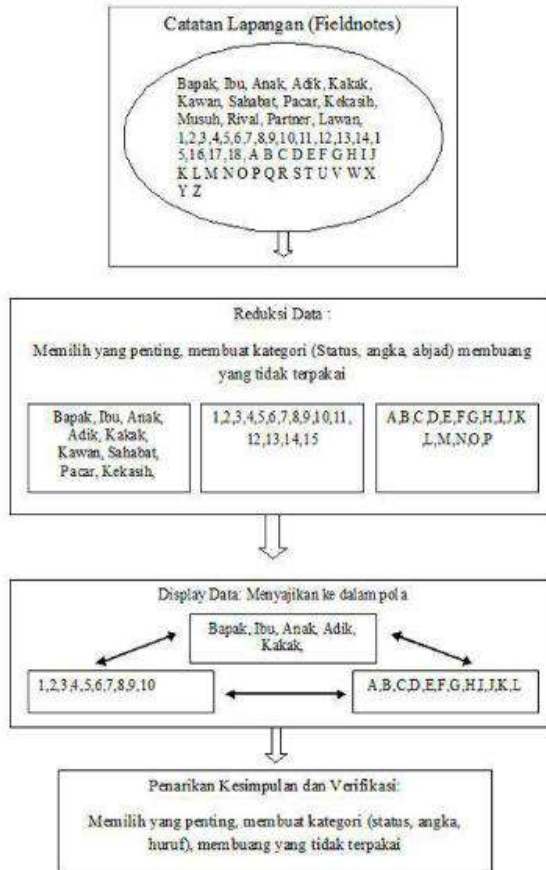 Catatan Lapangan (Fieldnotes)
Bapak, Ibu, Anak, Adik, Kakak,
Kawan, Sahabat, Pacar, Kekasih,
Musuh, Rival, Partner, Lawan,
1,2,3,4,5,6,7,8,9,10,11,12,13,14,1
5,16,17,18, A B C D E F G H I J
K L M N O P Q R S T U V W X
Y Z
Reduksi Data :
Memilih yang penting, membuat kategori (Status, angka, abjad) membuang
yang tidak terpakai
Bapak, Ibu, Anak,
Adik, Kakak,
Kawan, Sahabat,
Pacar, Kekasih,
1,2,3,4,5,6,7,8,9,10,11,
12,13,14,15
A,B,C,D,E,F,G,H,I,J,K
,L,M,N,O,P
Display Data: Menyajikan ke dalam pola
Bapak, Ibu, Anak, Adik,
Kakak,
1,2,3,4,5,6,7,8,9,10
A,B,C,D,E,F,G,H,I,J,K,L
Penarikan Kesimpulan dan Verifikasi:
Memilih yang penting, membuat kategori (status, angka,
huruf), membuang yang tidak terpakai